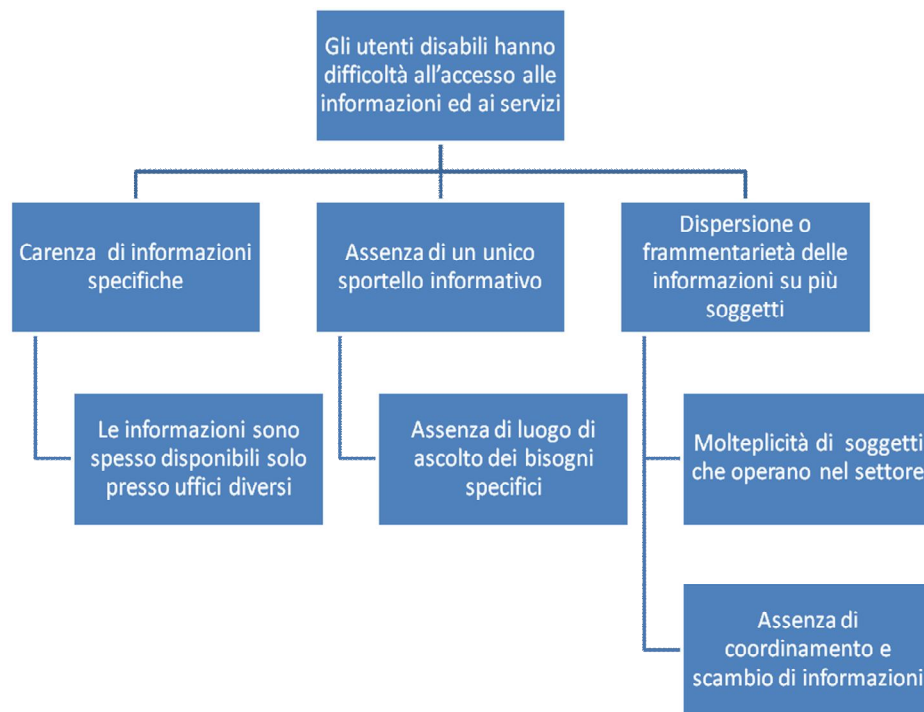 Gli utenti disabili hanno
difficoltà all'accesso alle
informazioni ed ai servizi
Carenza di informazioni
specifiche
Assenza di un unico
sportello informativo
Dispersione o
frammentarietà delle
informazioni su più
soggetti
Le informazioni sono
spesso disponibili solo
presso uffici diversi
Assenza di luogo di
ascolto dei bisogni
specifici
Molteplicità di soggetti
che operano nel settore
Assenza di
coordinamento e
scambio di informazioni